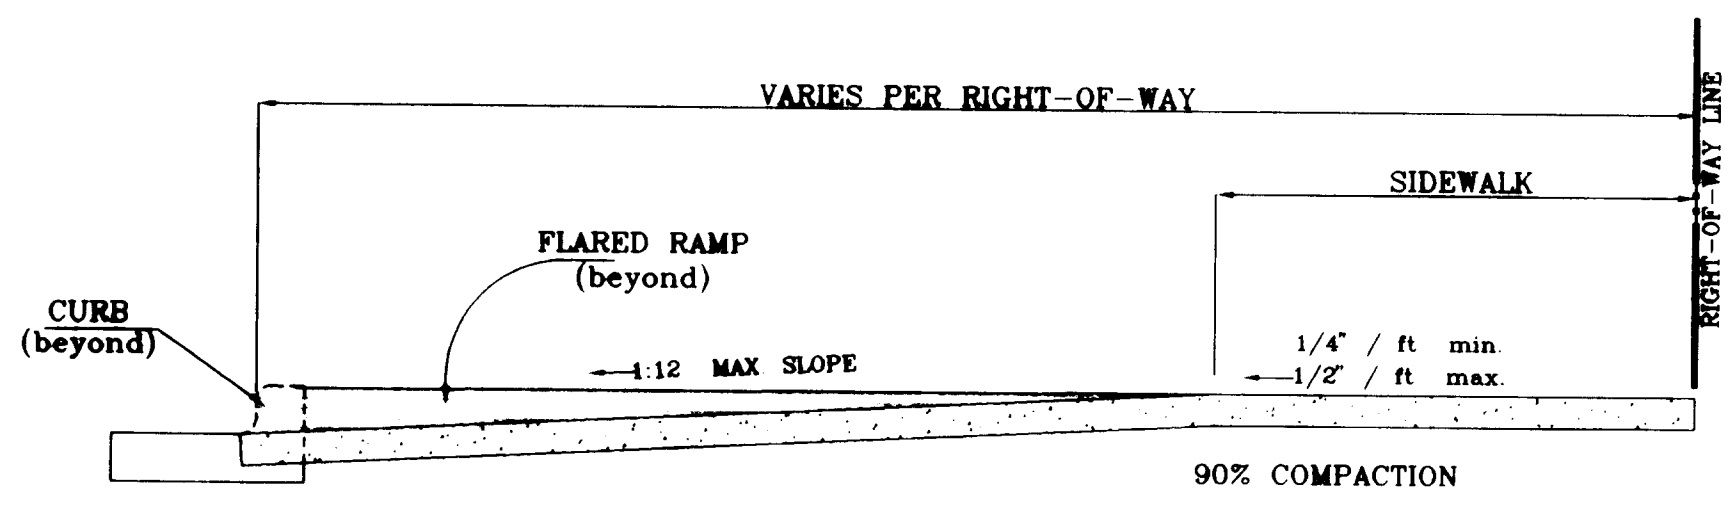 VARIES PER RIGHT-OF-WAY
RIGHT-OF-WAY LINE
SIDEWALK
FLARED RAMP
(beyond)
CURB
(beyond)
1:12 MAX. SLOPE
1/4" / ft min.
1/2" / ft max.
90% COMPACTION